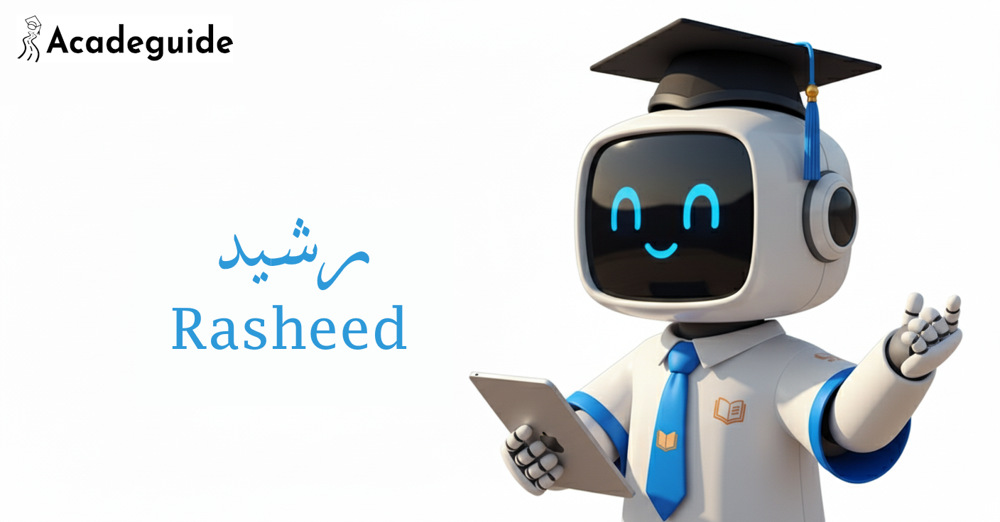 Acadeguide
رشيد
Rasheed